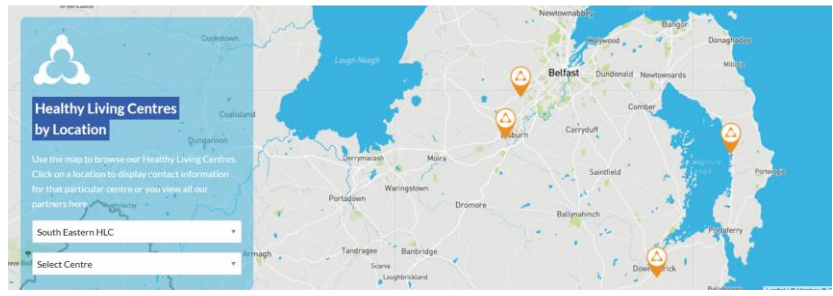 Healthy Living Centres
by Location
Use the map to browse our Healthy Living Centres.
Click on a location to display contact information
for that particular centre or you view all our
partners here.
South Eastern HLC
Select Centre
Cookstown
Coalisland
Dungannon
Armagh
Lough Neagh
Derrymacash
Moira
Waringstown
Portadown
Dromore
Tandragee
Banbridge
Scarva
Loughbrickland
Newtownabbey
Bangor
Holywood
Donaghadee
Belfast
Dundonald
Newtownards
Millisle
Comber
Carryduff
Saintfield
Ballynahinch
Portavogie
Portaferry